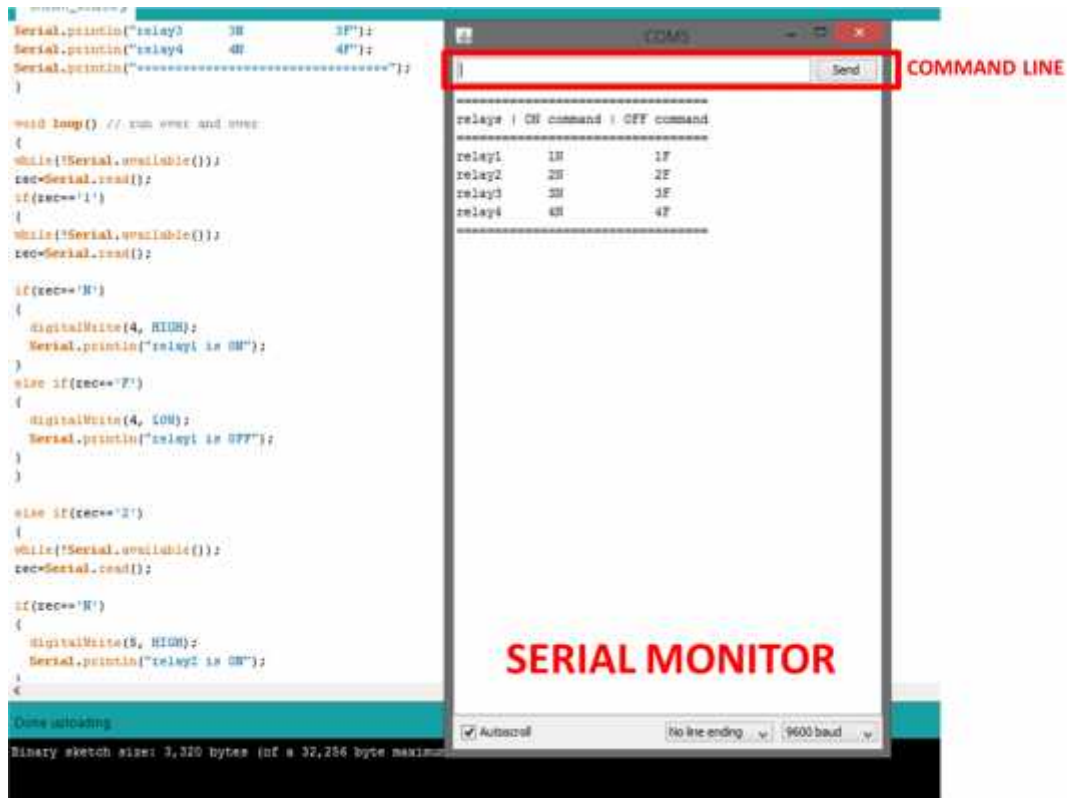 Serial.println("relay3 3N 3F");
Serial.println("relay4 4N 4F");
Serial.println("==================================");
}
void loop() // run over and over
{
while(!Serial.available());
rec=Serial.read();
if(rec=='1')
{
while(!Serial.available());
rec=Serial.read();
if(rec=='N')
{
digitalWrite(4, HIGH);
Serial.println("relay1 is ON");
}
else if(rec=='F')
{
digitalWrite(4, LOW);
Serial.println("relay1 is OFF");
}
}
else if(rec=='2')
{
while(!Serial.available());
rec=Serial.read();
if(rec=='N')
{
digitalWrite(5, HIGH);
Serial.println("relay2 is ON");
}
Done uploading
Binary sketch size: 3,320 bytes (of a 32,256 byte maximum
COM5
Send
COMMAND LINE
==================================
relays | ON command | OFF command
==================================
relay1 1N 1F
relay2 2N 2F
relay3 3N 3F
relay4 4N 4F
==================================
SERIAL MONITOR
Autoscroll
No line ending
9600 baud